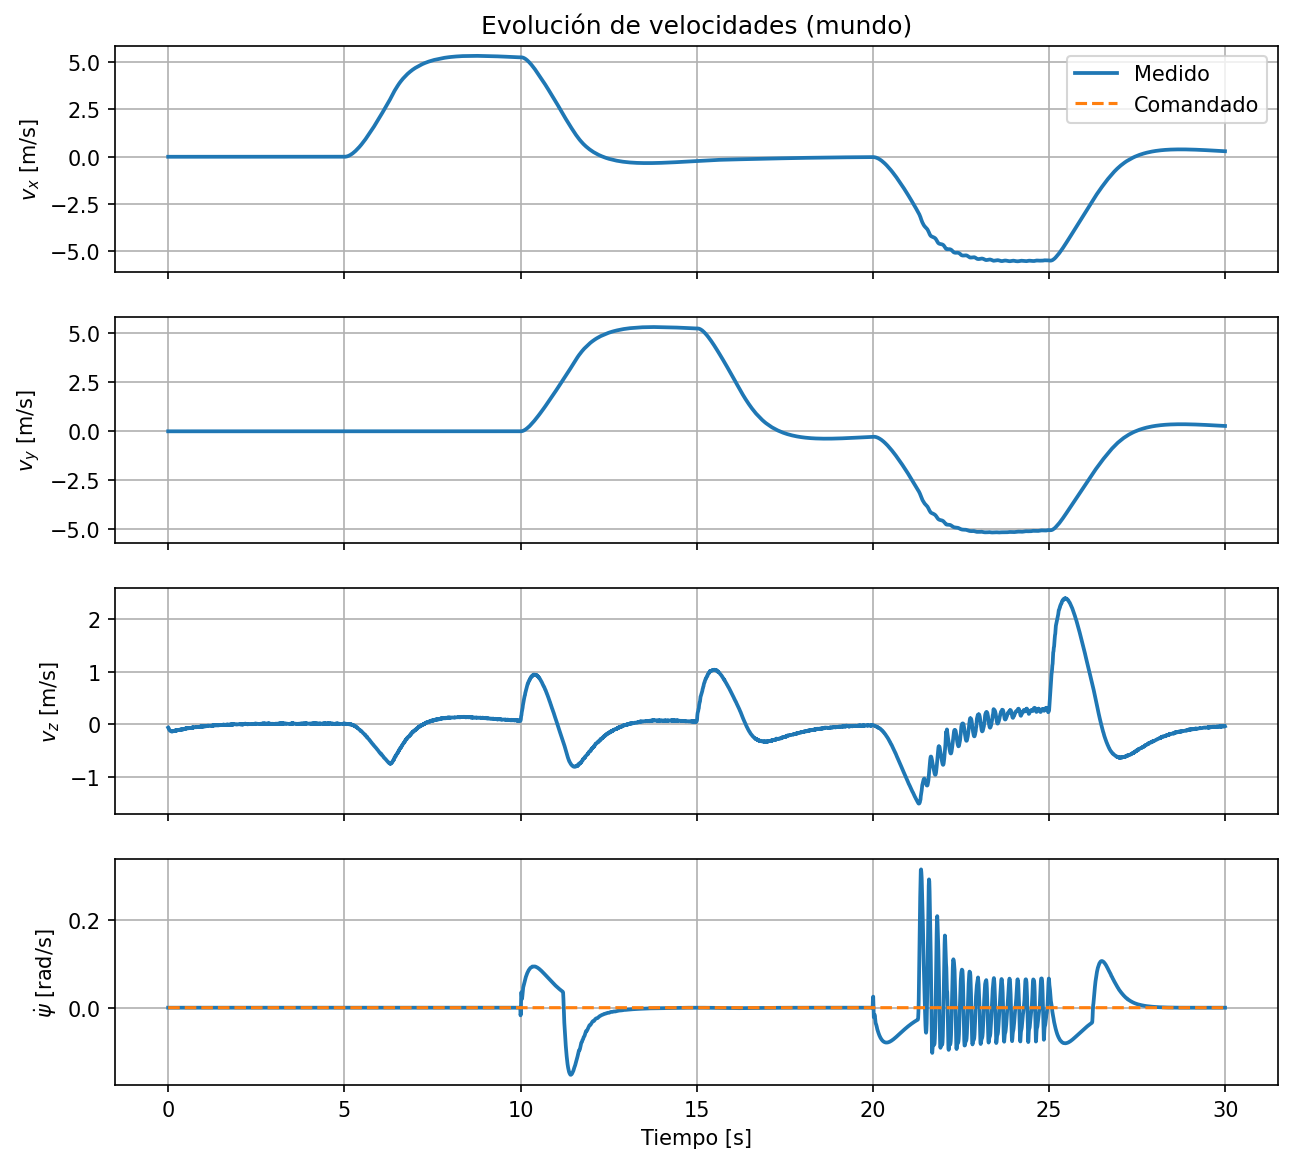 Evolución de velocidades (mundo)
5.0
2.5
0.0
−2.5
−5.0
v_x [m/s]
Medido
Comandado
5.0
2.5
0.0
−2.5
−5.0
v_y [m/s]
2
1
0
−1
v_z [m/s]
0.2
0.0
ψ̇ [rad/s]
0 5 10 15 20 25 30
Tiempo [s]